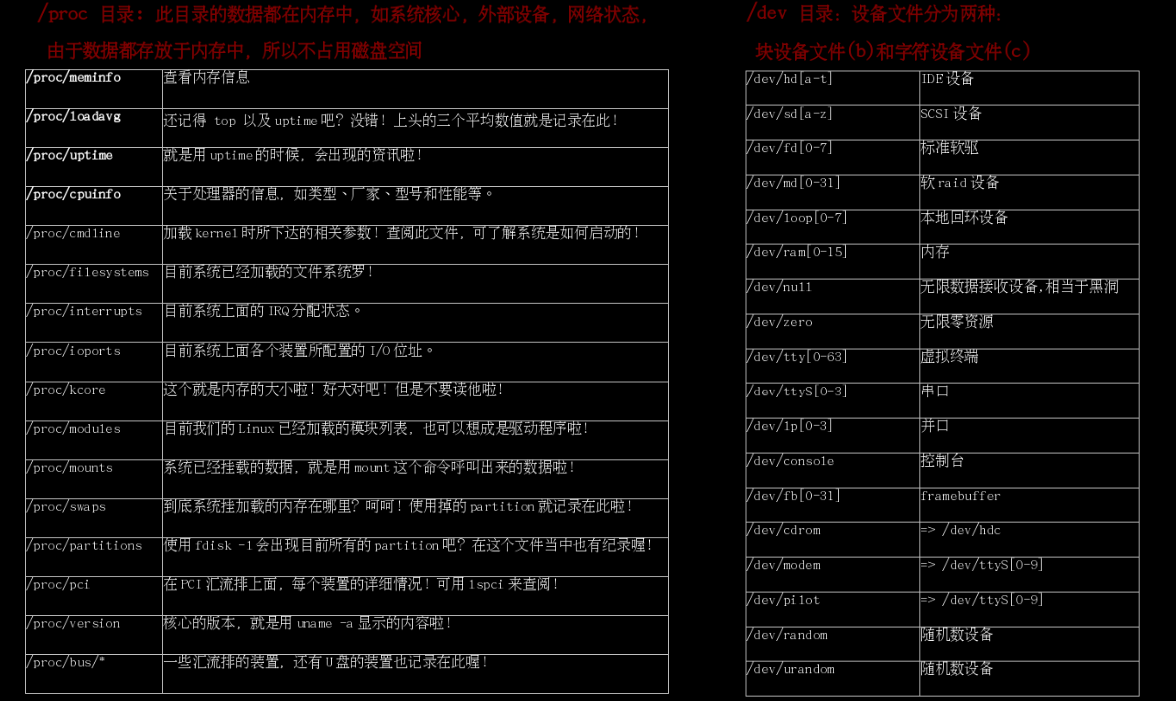 /proc 目录: 此目录的数据都在内存中, 如系统核心, 外部设备, 网络状态,
由于数据都存放于内存中, 所以不占用磁盘空间
/proc/meminfo 查看内存信息
/proc/loadavg 还记得 top 以及 uptime 吧? 没错! 上头的三个平均数值就是记录在此!
/proc/uptime 就是用 uptime 的时候, 会出现的资讯啦!
/proc/cpuinfo 关于处理器的信息, 如类型、厂家、型号和性能等。
/proc/cmdline 加载 kernel 时所下达的相关参数! 查阅此文件, 可了解系统是如何启动的!
/proc/filesystems 目前系统已经加载的文件系统罗!
/proc/interrupts 目前系统上面的 IRQ 分配状态。
/proc/ioports 目前系统上面各个装置所配置的 I/O 位址。
/proc/kcore 这个就是内存的大小啦! 好大对吧! 但是不要读他啦!
/proc/modules 目前我们的 Linux 已经加载的模块列表, 也可以想成是驱动程序啦!
/proc/mounts 系统已经挂载的数据, 就是用 mount 这个命令呼叫出来的数据啦!
/proc/swaps 到底系统挂加载的内存在哪里? 呵呵! 使用掉的 partition 就记录在此啦!
/proc/partitions 使用 fdisk -l 会出现目前所有的 partition 吧? 在这个文件当中也有纪录喔!
/proc/pci 在 PCI 汇流排上面, 每个装置的详细情况! 可用 lspci 来查阅!
/proc/version 核心的版本, 就是用 uname -a 显示的内容啦!
/proc/bus/* 一些汇流排的装置, 还有 U 盘的装置也记录在此喔!
/dev 目录: 设备文件分为两种:
块设备文件(b)和字符设备文件(c)
/dev/hd[a-t] IDE 设备
/dev/sd[a-z] SCSI 设备
/dev/fd[0-7] 标准软驱
/dev/md[0-31] 软 raid 设备
/dev/loop[0-7] 本地回环设备
/dev/ram[0-15] 内存
/dev/null 无限数据接收设备,相当于黑洞
/dev/zero 无限零资源
/dev/tty[0-63] 虚拟终端
/dev/ttyS[0-3] 串口
/dev/lp[0-3] 并口
/dev/console 控制台
/dev/fb[0-31] framebuffer
/dev/cdrom => /dev/hdc
/dev/modem => /dev/ttyS[0-9]
/dev/pilot => /dev/ttyS[0-9]
/dev/random 随机数设备
/dev/urandom 随机数设备